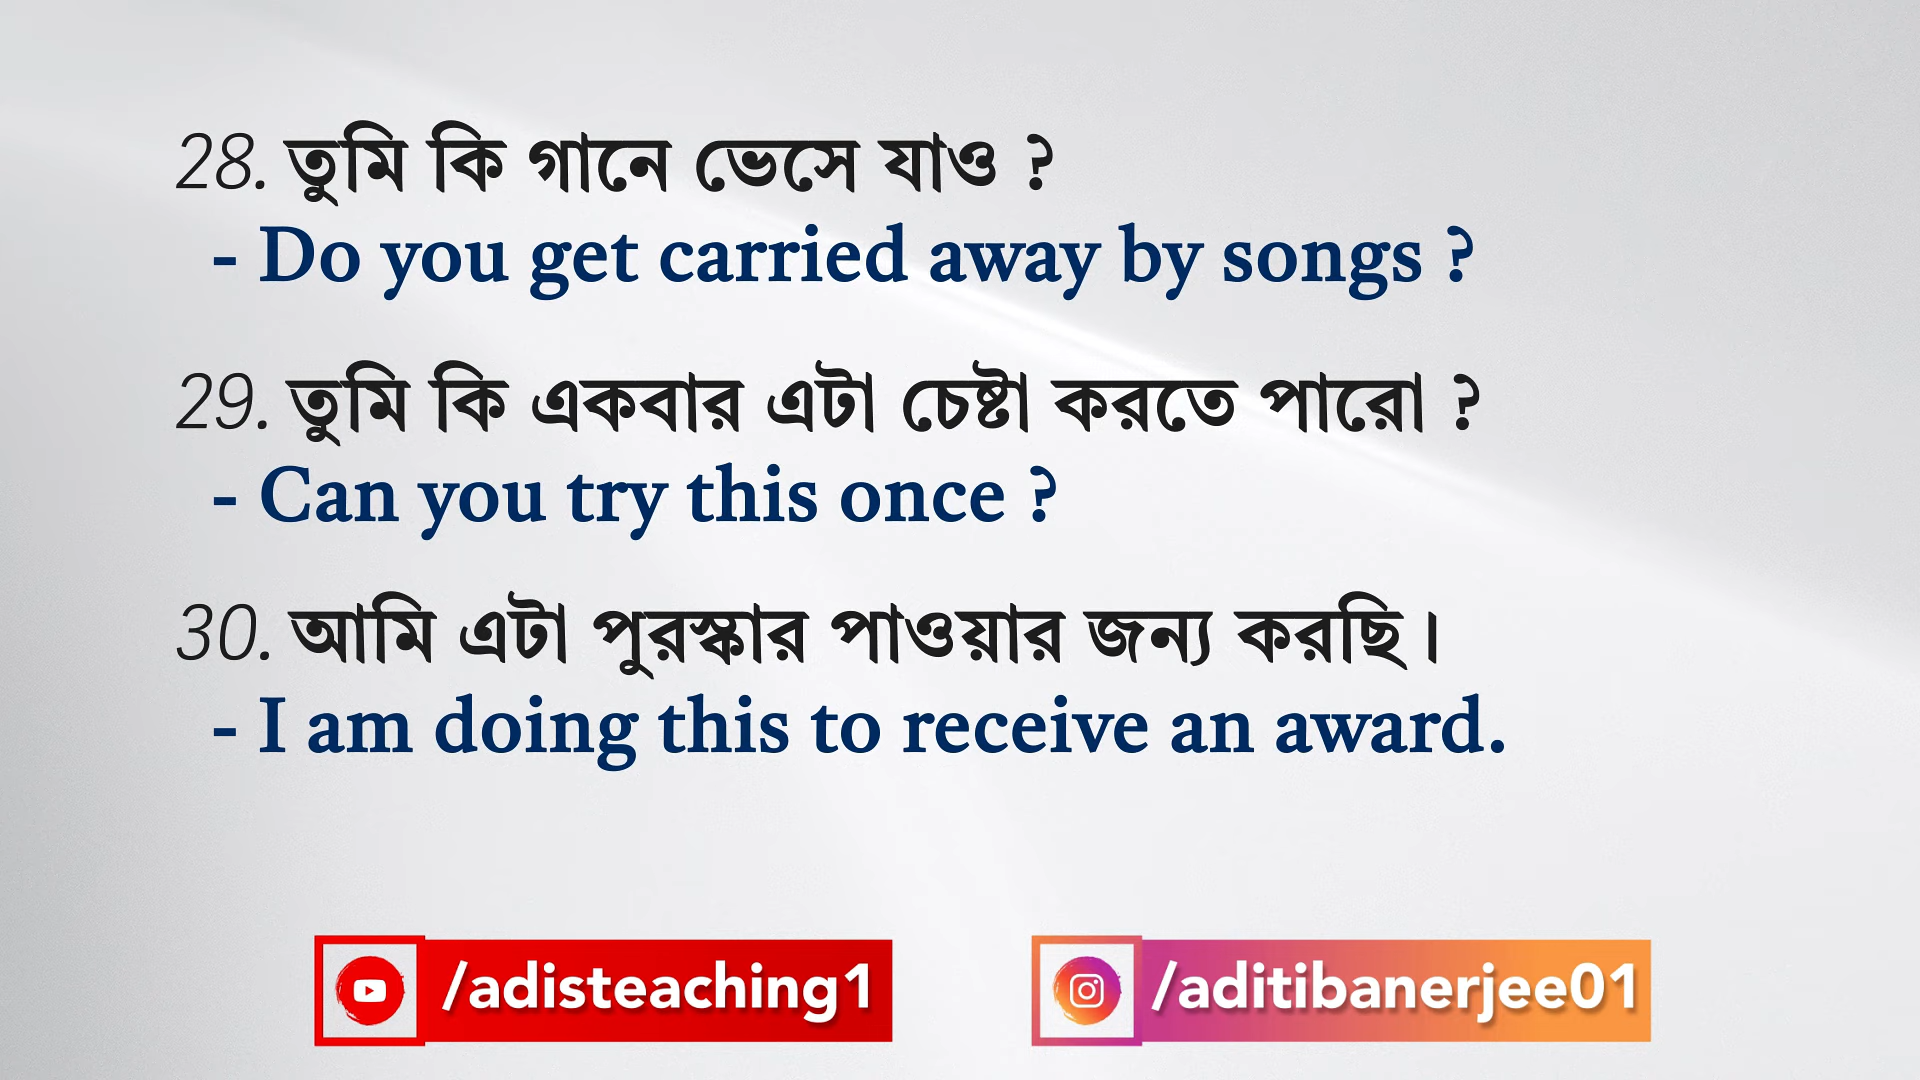 28. তুমি কি গানে ভেসে যাও ?
- Do you get carried away by songs ?
29. তুমি কি একবার এটা চেষ্টা করতে পারো ?
- Can you try this once ?
30. আমি এটা পুরস্কার পাওয়ার জন্য করছি।
- I am doing this to receive an award.
/adisteaching1
/aditibanerjee01